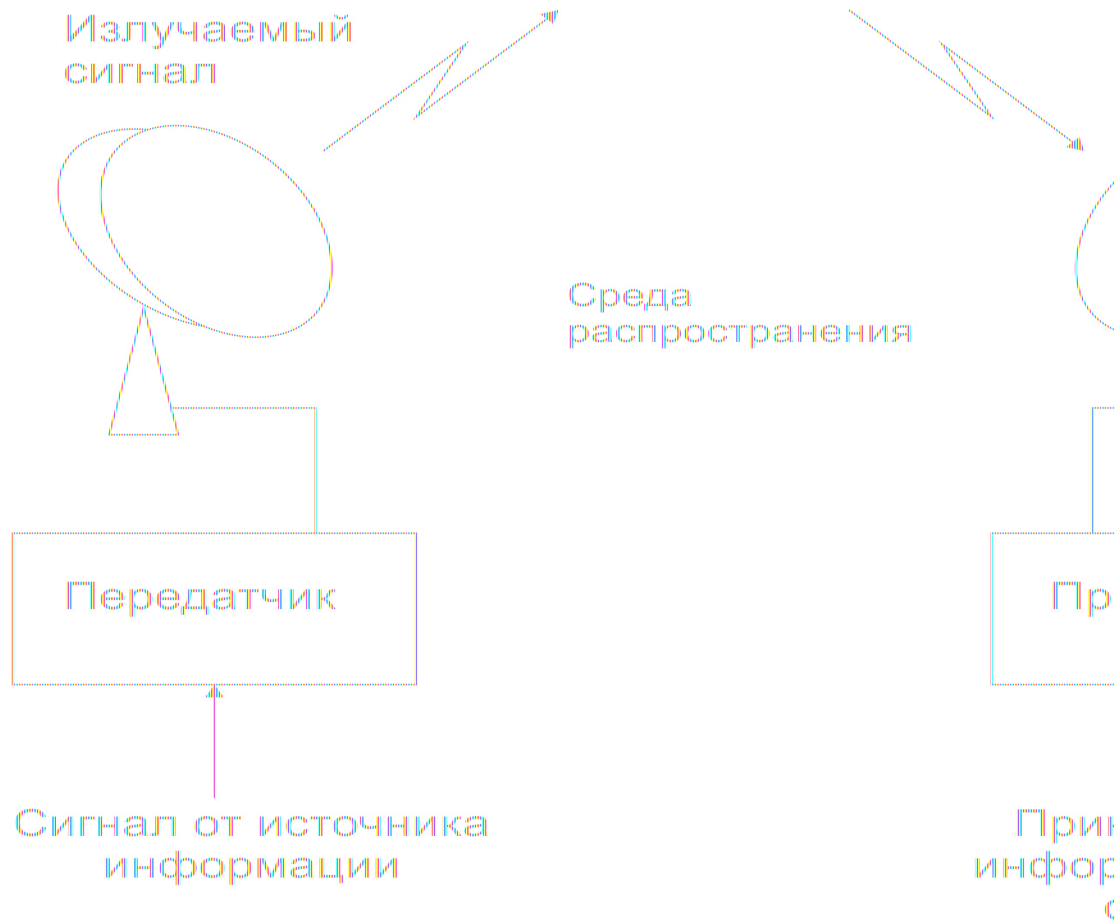 Излучаемый
сигнал
Среда
распространения
Передатчик
Сигнал от источника
информации